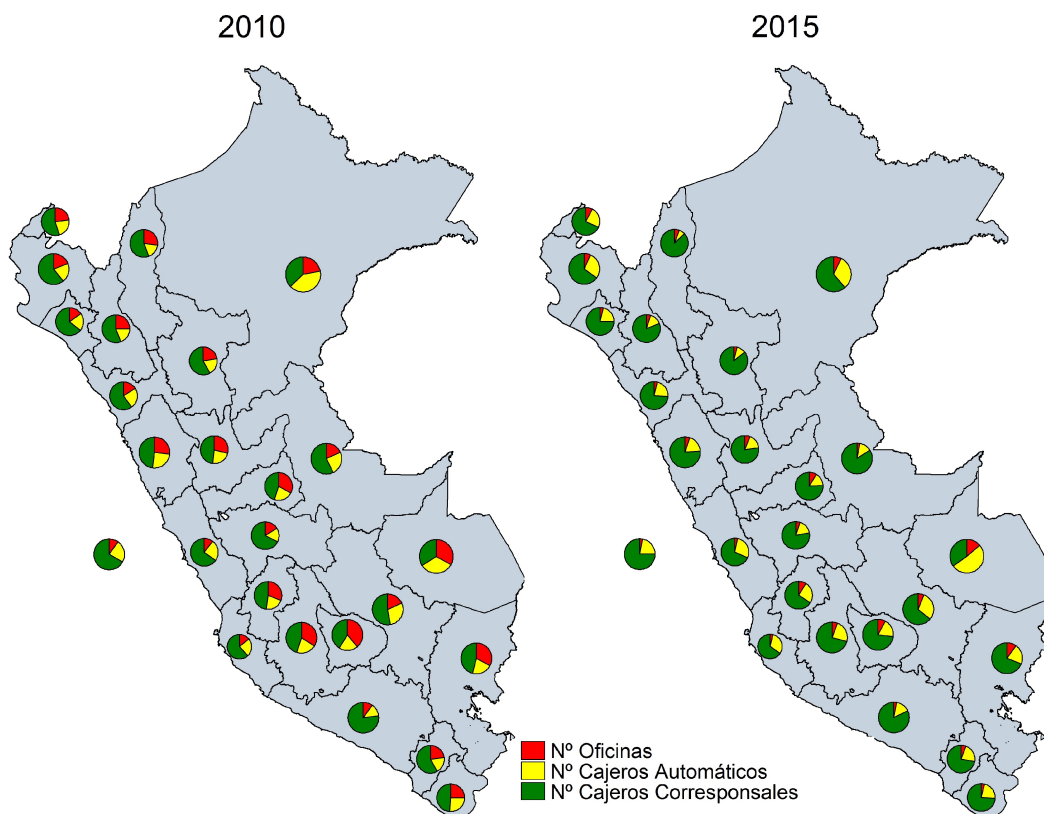 2010
2015
Nº Oficinas
Nº Cajeros Automáticos
Nº Cajeros Corresponsales